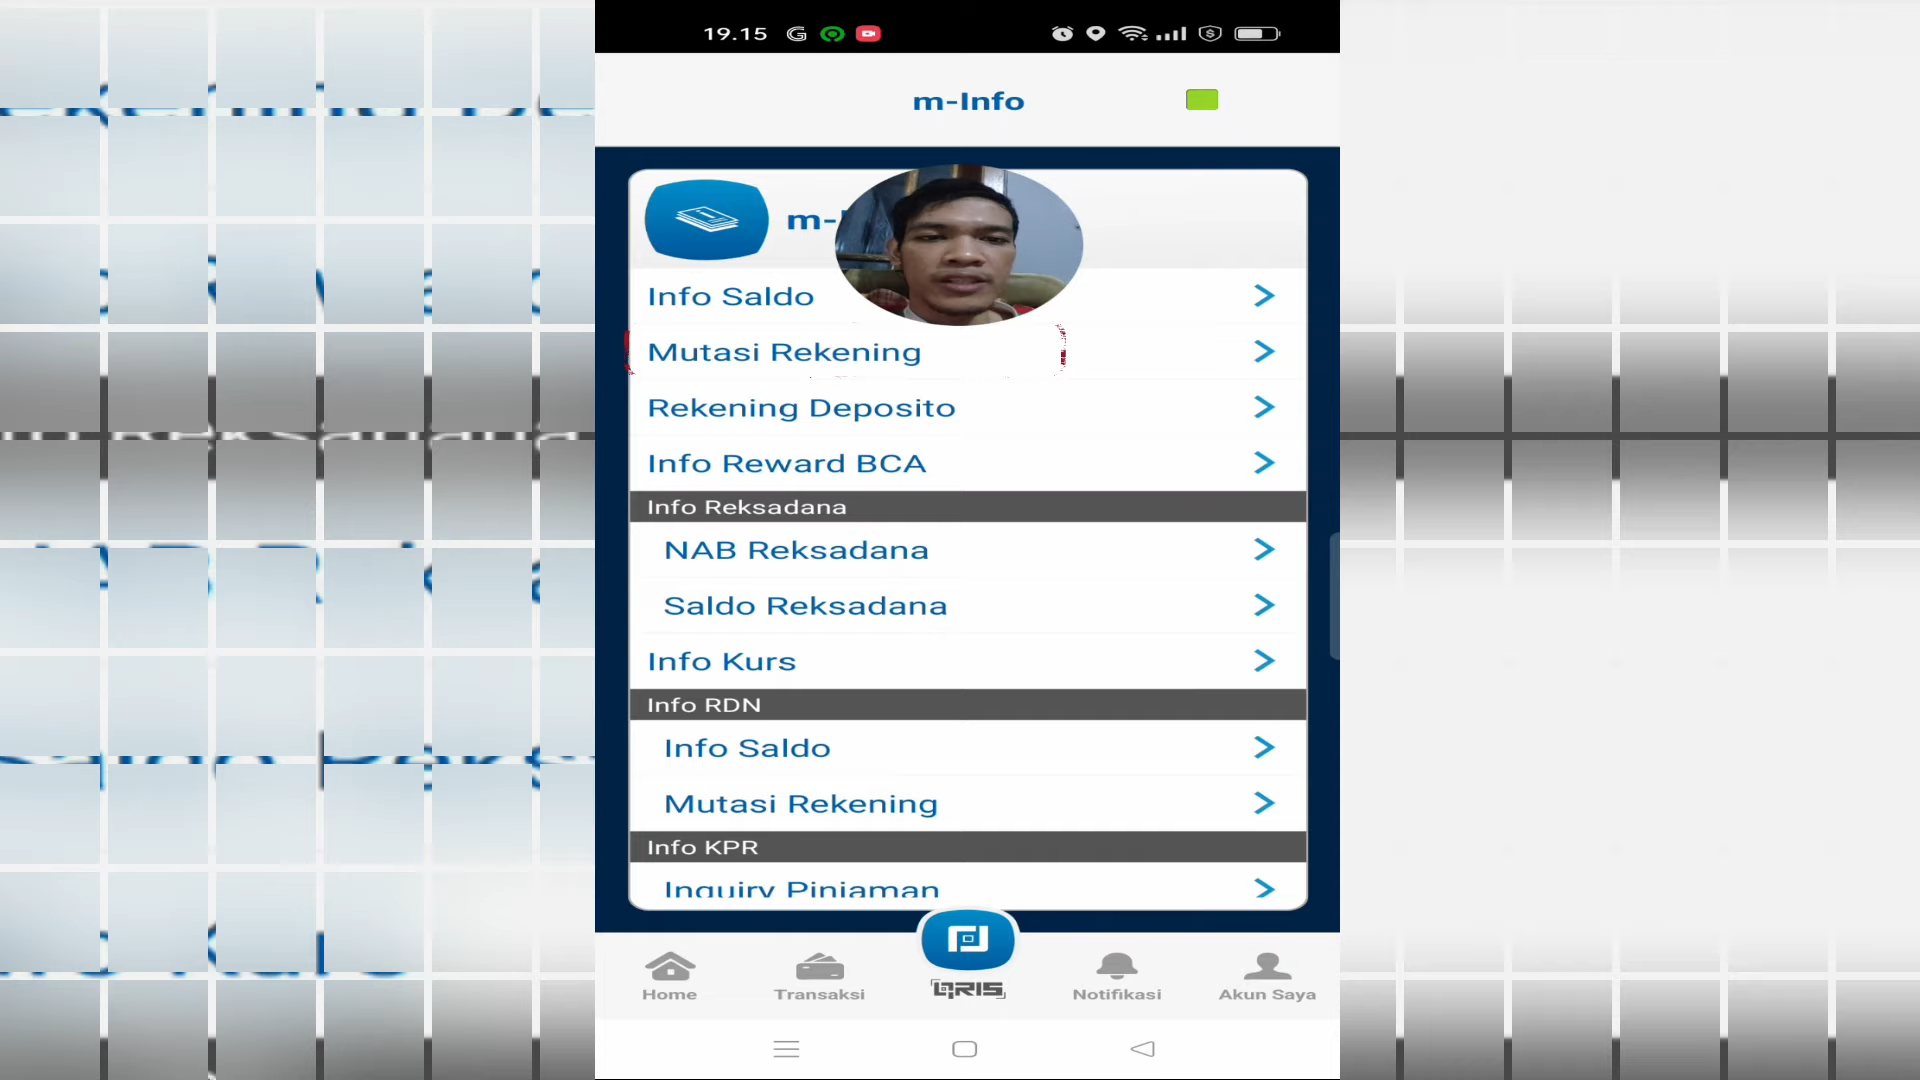 19.15
m-Info
m-
Info Saldo
Mutasi Rekening
Rekening Deposito
Info Reward BCA
Info Reksadana
NAB Reksadana
Saldo Reksadana
Info Kurs
Info RDN
Info Saldo
Mutasi Rekening
Info KPR
Inquiry Pinjaman
Home
Transaksi
QRIS
Notifikasi
Akun Saya